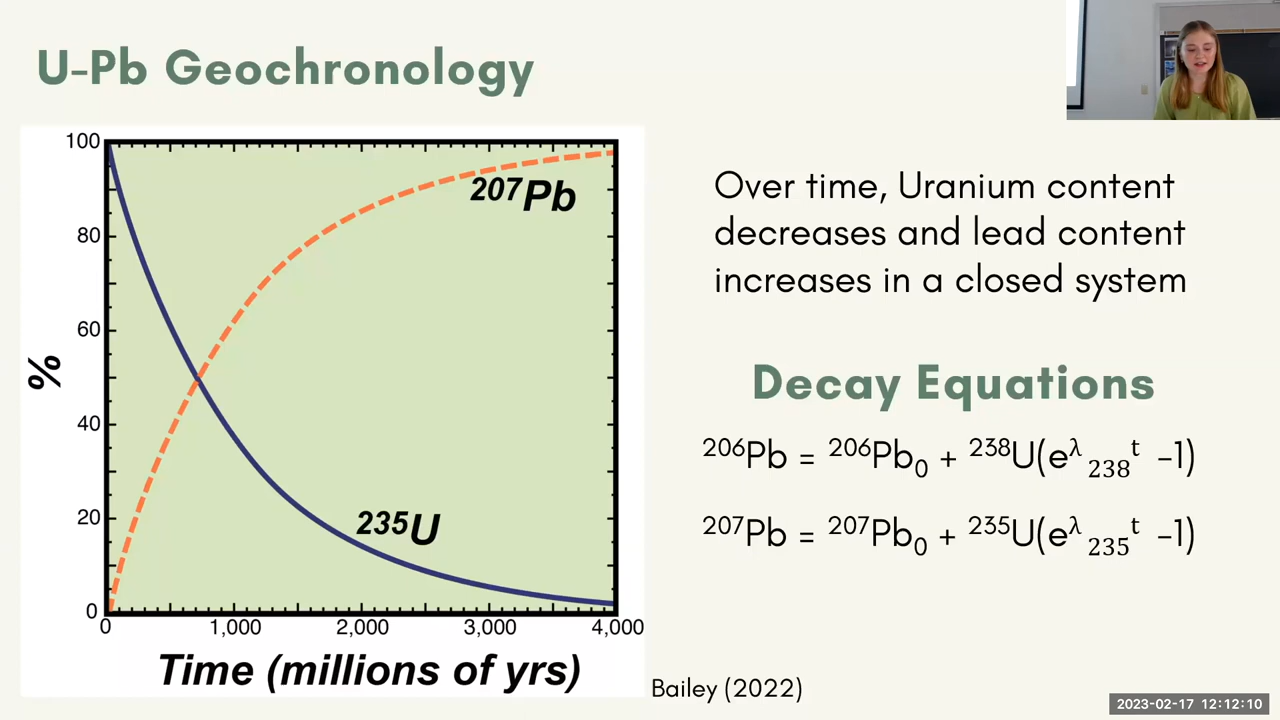 U-Pb Geochronology
100
80
60
40
20
0
%
²⁰⁷Pb
²³⁵U
0 1,000 2,000 3,000 4,000
Time (millions of yrs)
Over time, Uranium content
decreases and lead content
increases in a closed system
Decay Equations
²⁰⁶Pb = ²⁰⁶Pb₀ + ²³⁸U(e^λ ₂₃₈ ^t -1)
²⁰⁷Pb = ²⁰⁷Pb₀ + ²³⁵U(e^λ ₂₃₅ ^t -1)
Bailey (2022)
2023-02-17 12:12:10